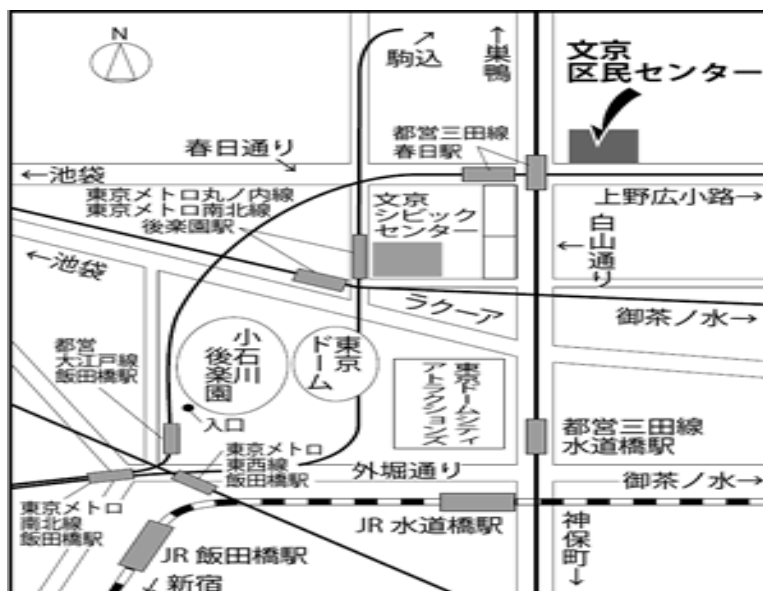 N
駒込
巣鴨
文京
区民センター
都営三田線
春日駅
春日通り
←池袋
東京メトロ丸ノ内線
東京メトロ南北線
後楽園駅
文京
シビック
センター
上野広小路→
白山通り
←池袋
ラクーア
御茶ノ水→
都営
大江戸線
飯田橋駅
小石川
後楽園
東京
ドーム
東京ドームシティ
アトラクションズ
入口
都営三田線
水道橋駅
東京メトロ
東西線
飯田橋駅
外堀通り
御茶ノ水→
東京メトロ
南北線
飯田橋駅
JR 水道橋駅
神保町
JR 飯田橋駅
新宿